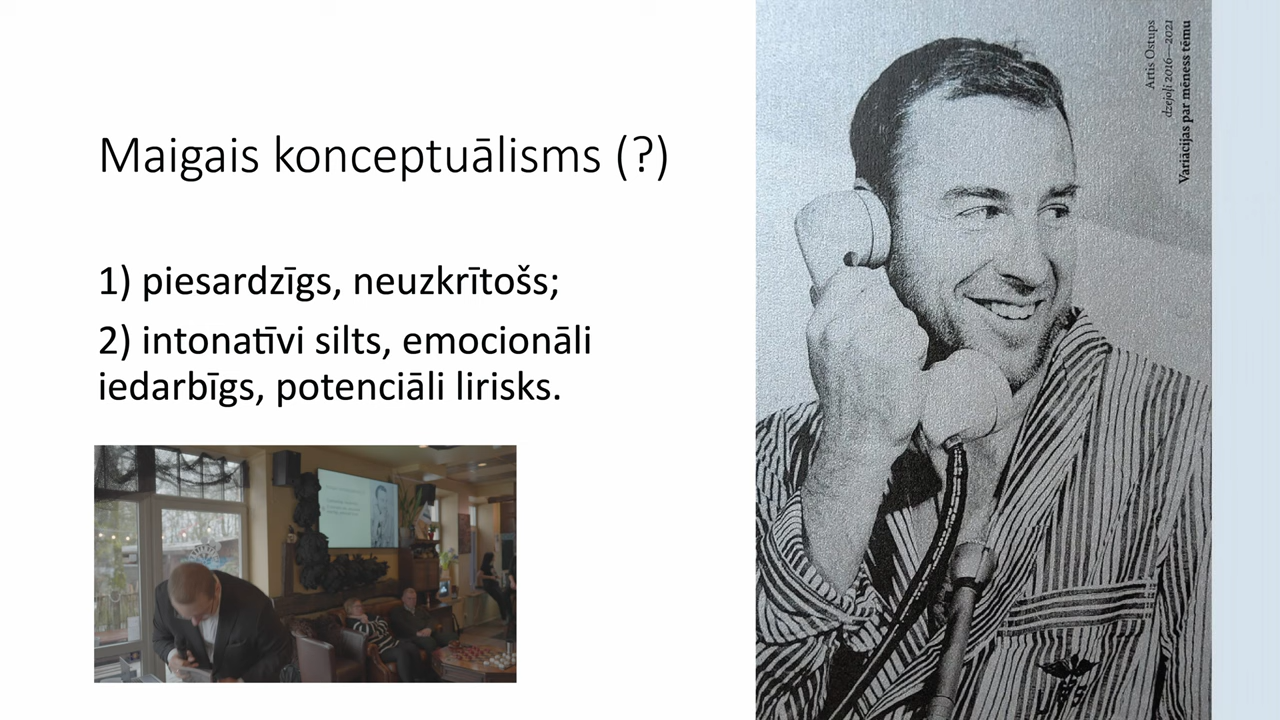 Maigais konceptuālisms (?)
1) piesardzīgs, neuzkrītošs;
2) intonatīvi silts, emocionāli
iedarbīgs, potenciāli lirisks.
Artis Ostups
dzejoļi 2016—2021
Variācijas par mēness tēmu